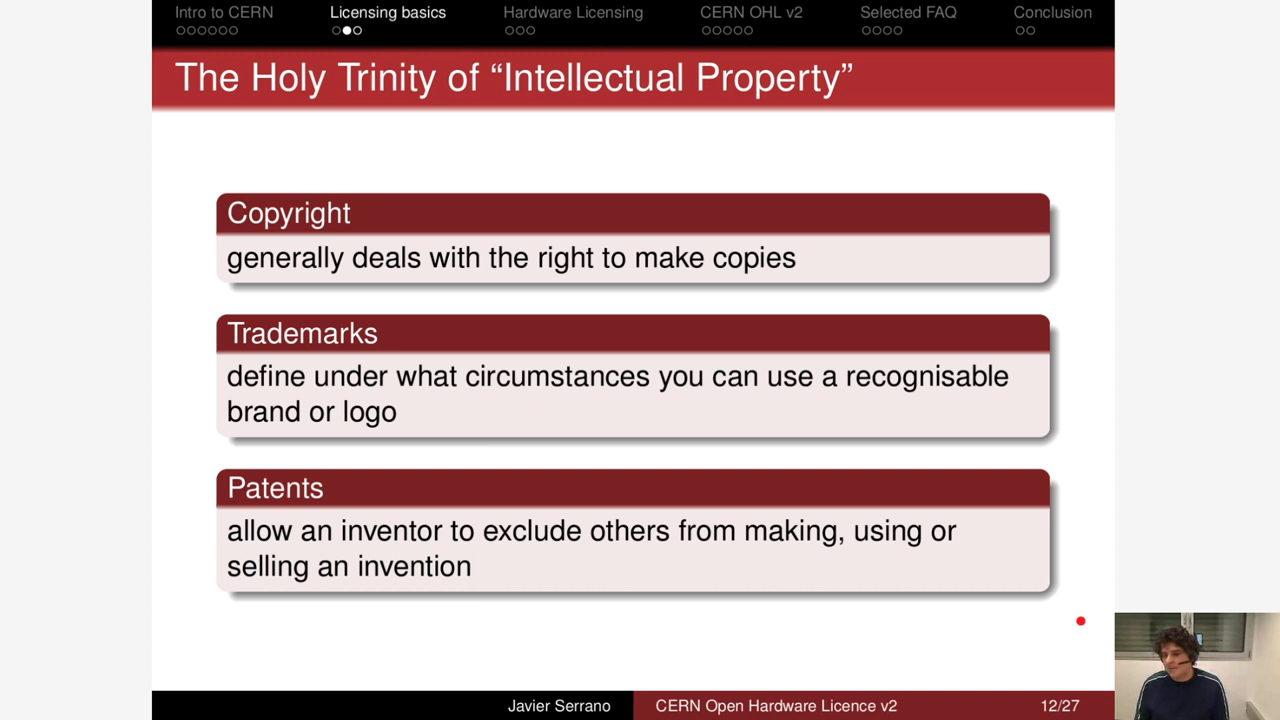 Intro to CERN Licensing basics Hardware Licensing CERN OHL v2 Selected FAQ Conclusion
The Holy Trinity of “Intellectual Property”
Copyright
generally deals with the right to make copies
Trademarks
define under what circumstances you can use a recognisable
brand or logo
Patents
allow an inventor to exclude others from making, using or
selling an invention
Javier Serrano CERN Open Hardware Licence v2 12/27